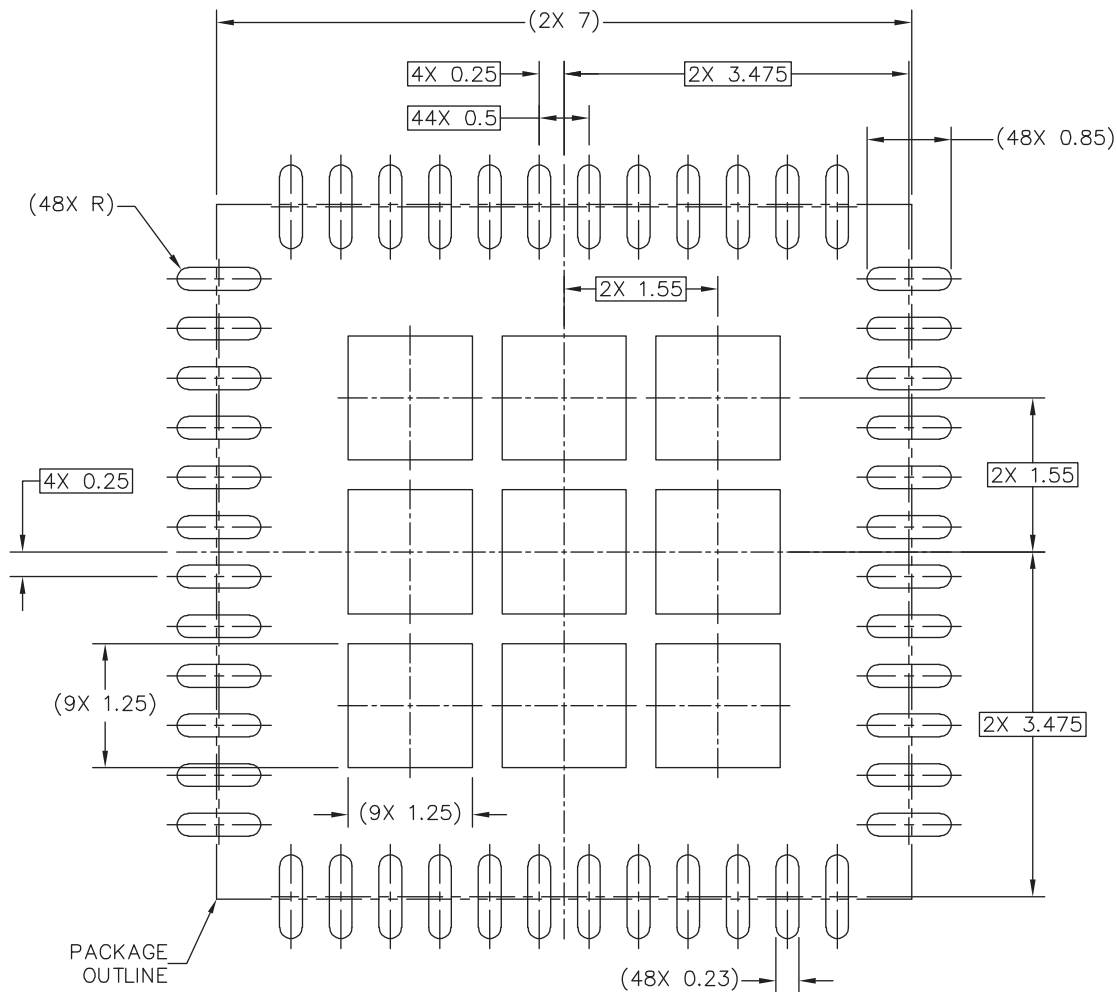 (2X 7)
4X 0.25
2X 3.475
44X 0.5
(48X 0.85)
(48X R)
2X 1.55
4X 0.25
2X 1.55
(9X 1.25)
2X 3.475
(9X 1.25)
PACKAGE
OUTLINE
(48X 0.23)